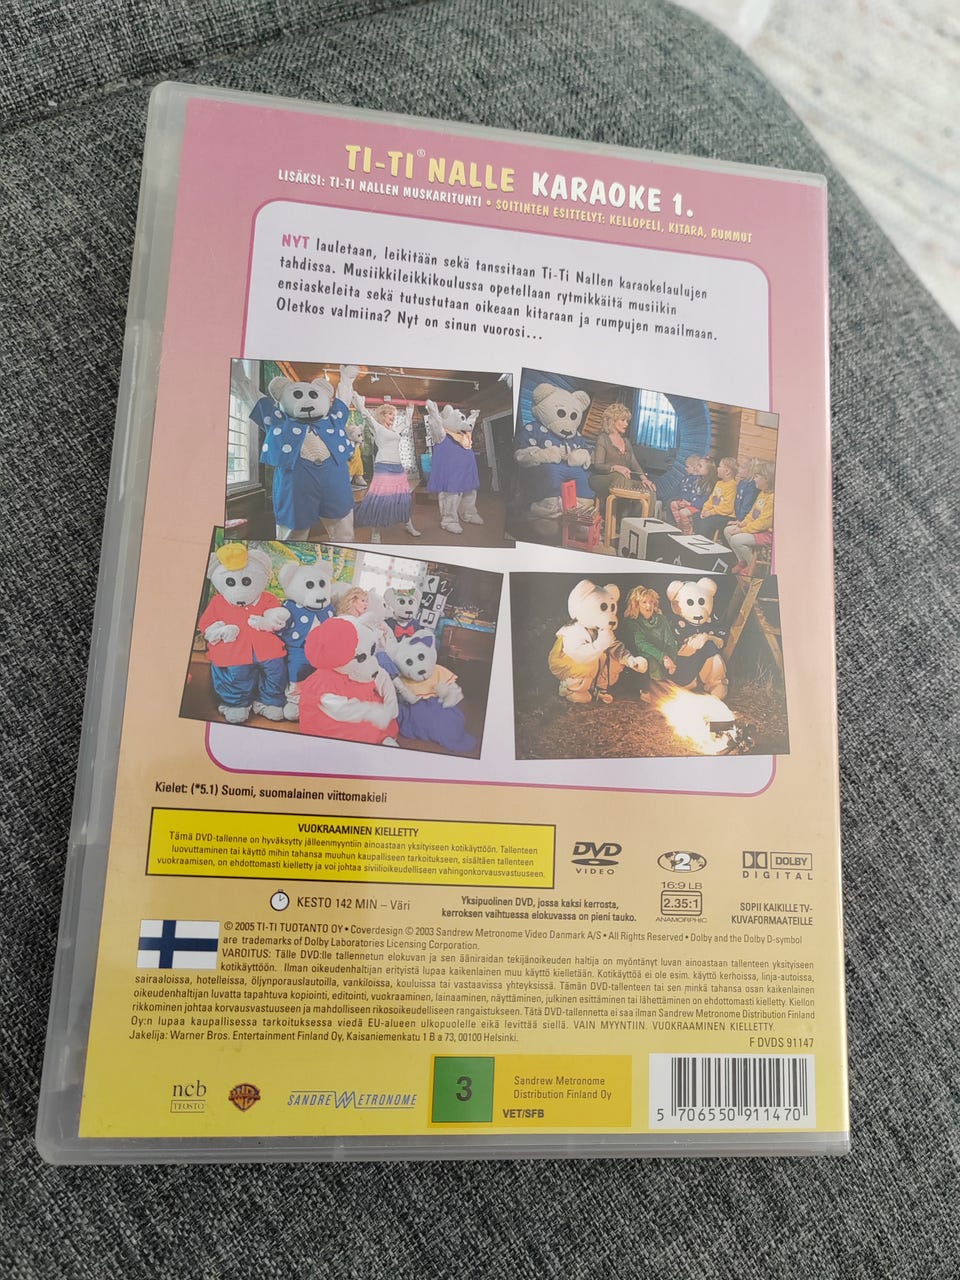 TI-TI® NALLE KARAOKE 1.
LISÄKSI: TI-TI NALLEN MUSKARITUNTI • SOITINTEN ESITTELYT: KELLOPELI, KITARA, RUMMUT
NYT lauletaan, leikitään sekä tanssitaan Ti-Ti Nallen karaokelaulujen
tahdissa. Musiikkileikkikoulussa opetellaan rytmikkäitä musiikin
ensiaskeleita sekä tutustutaan oikeaan kitaraan ja rumpujen maailmaan.
Oletkos valmiina? Nyt on sinun vuorosi...
Kielet: (*5.1) Suomi, suomalainen viittomakieli
VUOKRAAMINEN KIELLETTY
Tämä DVD-tallenne on hyväksytty jälleenmyyntiin ainoastaan yksityiseen kotikäyttöön. Tallenteen
luovuttaminen tai käyttö mihin tahansa muuhun kaupalliseen tarkoitukseen, sisältäen tallenteen
vuokraamisen, on ehdottomasti kielletty ja voi johtaa siviilioikeudelliseen vahingonkorvausvastuuseen.
DVD
VIDEO
2
DOLBY
DIGITAL
KESTO 142 MIN – Väri
Yksipuolinen DVD, jossa kaksi kerrosta,
kerroksen vaihtuessa elokuvassa on pieni tauko.
16:9 LB
2.35:1
ANAMORPHIC
SOPII KAIKILLE TV-
KUVAFORMAATEILLE
© 2005 TI-TI TUOTANTO OY • Coverdesign © 2003 Sandrew Metronome Video Danmark A/S • All Rights Reserved • Dolby and the Dolby D-symbol
are trademarks of Dolby Laboratories Licensing Corporation.
VAROITUS: Tälle DVD:lle tallennetun elokuvan ja sen ääniraidan tekijänoikeuden haltija on myöntänyt luvan ainoastaan tallenteen yksityiseen
kotikäyttöön. Ilman oikeudenhaltijan erityistä lupaa kaikenlainen muu käyttö kielletään. Kotikäyttöä ei ole esim. käyttö kerhoissa, linja-autoissa,
sairaaloissa, hotelleissa, öljynporauslautoilla, vankiloissa, kouluissa tai vastaavissa yhteyksissä. Tämän DVD-tallenteen tai sen minkä tahansa osan kaikenlainen
oikeudenhaltijan luvatta tapahtuva kopiointi, editointi, vuokraaminen, lainaaminen, näyttäminen, julkinen esittäminen tai lähettäminen on ehdottomasti kielletty. Kiellon
rikkominen johtaa korvausvastuuseen ja mahdolliseen rikosoikeudelliseen rangaistukseen. Tätä DVD-tallennetta ei saa ilman Sandrew Metronome Distribution Finland
Oy:n lupaa kaupallisessa tarkoituksessa viedä EU-alueen ulkopuolelle eikä levittää siellä. VAIN MYYNTIIN. VUOKRAAMINEN KIELLETTY.
Jakelija: Warner Bros. Entertainment Finland Oy, Kaisaniemenkatu 1 B a 73, 00100 Helsinki.
F DVDS 91147
ncb
TEOSTO
WB
SANDREW METRONOME
3
Sandrew Metronome
Distribution Finland Oy
VET/SFB
5 706550 911470